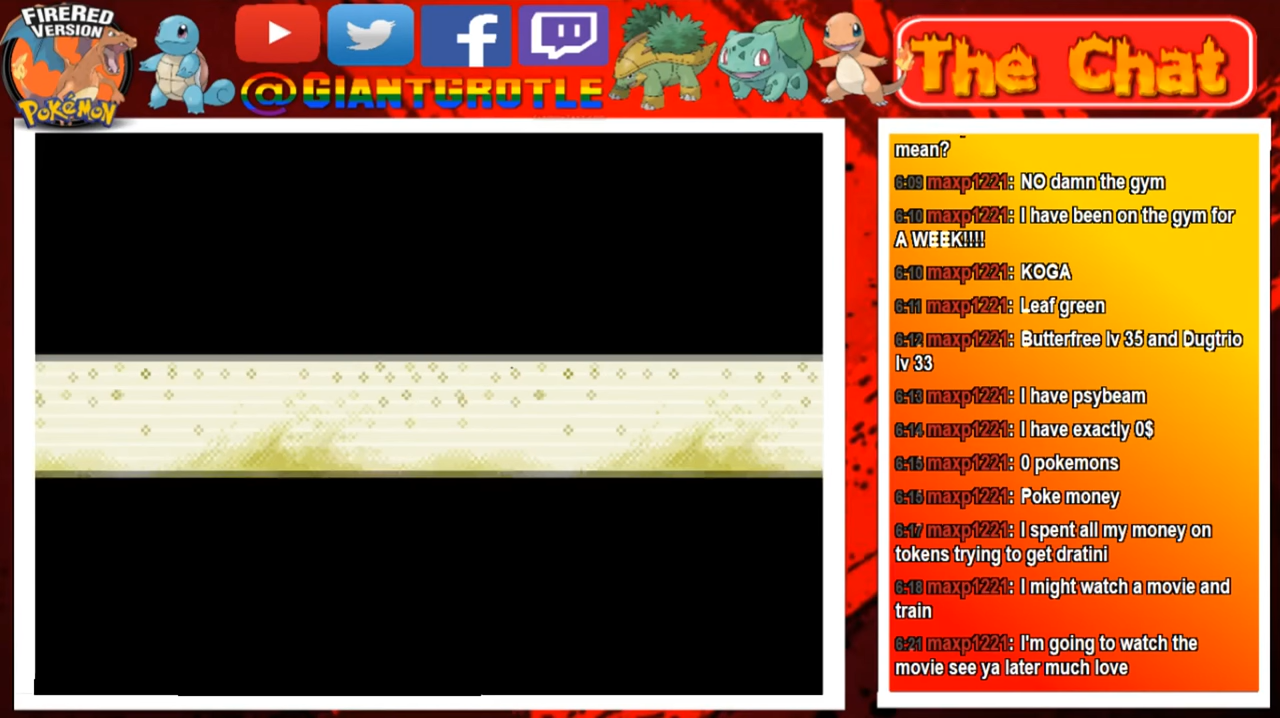 FIRERED
VERSION
POKéMON
@GIANTGROTLE
The Chat
mean?
6:09 maxp1221: NO damn the gym
6:10 maxp1221: I have been on the gym for
A WEEK!!!!
6:10 maxp1221: KOGA
6:11 maxp1221: Leaf green
6:12 maxp1221: Butterfree lv 35 and Dugtrio
lv 33
6:13 maxp1221: I have psybeam
6:14 maxp1221: I have exactly 0$
6:15 maxp1221: 0 pokemons
6:15 maxp1221: Poke money
6:17 maxp1221: I spent all my money on
tokens trying to get dratini
6:18 maxp1221: I might watch a movie and
train
6:21 maxp1221: I'm going to watch the
movie see ya later much love